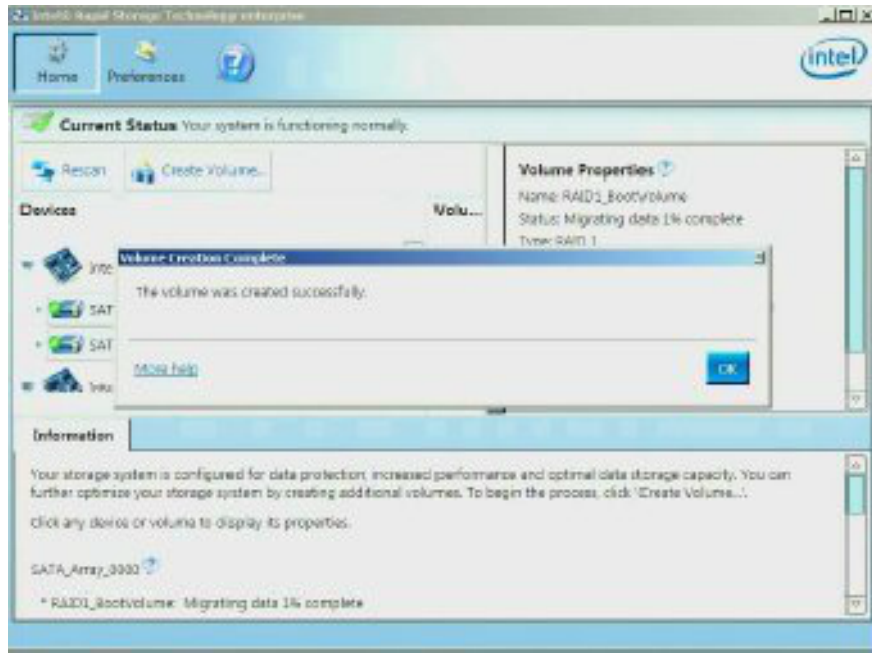 Intel® Rapid Storage Technology enterprise
Home
Preferences
intel
Current Status Your system is functioning normally.
Rescan
Create Volume...
Devices
Volu...
Volume Properties
Name: RAID1_BootVolume
Status: Migrating data 1% complete
Type: RAID 1
Inte
SAT
SAT
Volume Creation Complete
The volume was created successfully.
More help
OK
Information
Your storage system is configured for data protection, increased performance and optimal data storage capacity. You can
further optimize your storage system by creating additional volumes. To begin the process, click 'Create Volume...'.
Click any device or volume to display its properties.
SATA_Array_0000
* RAID1_BootVolume: Migrating data 1% complete